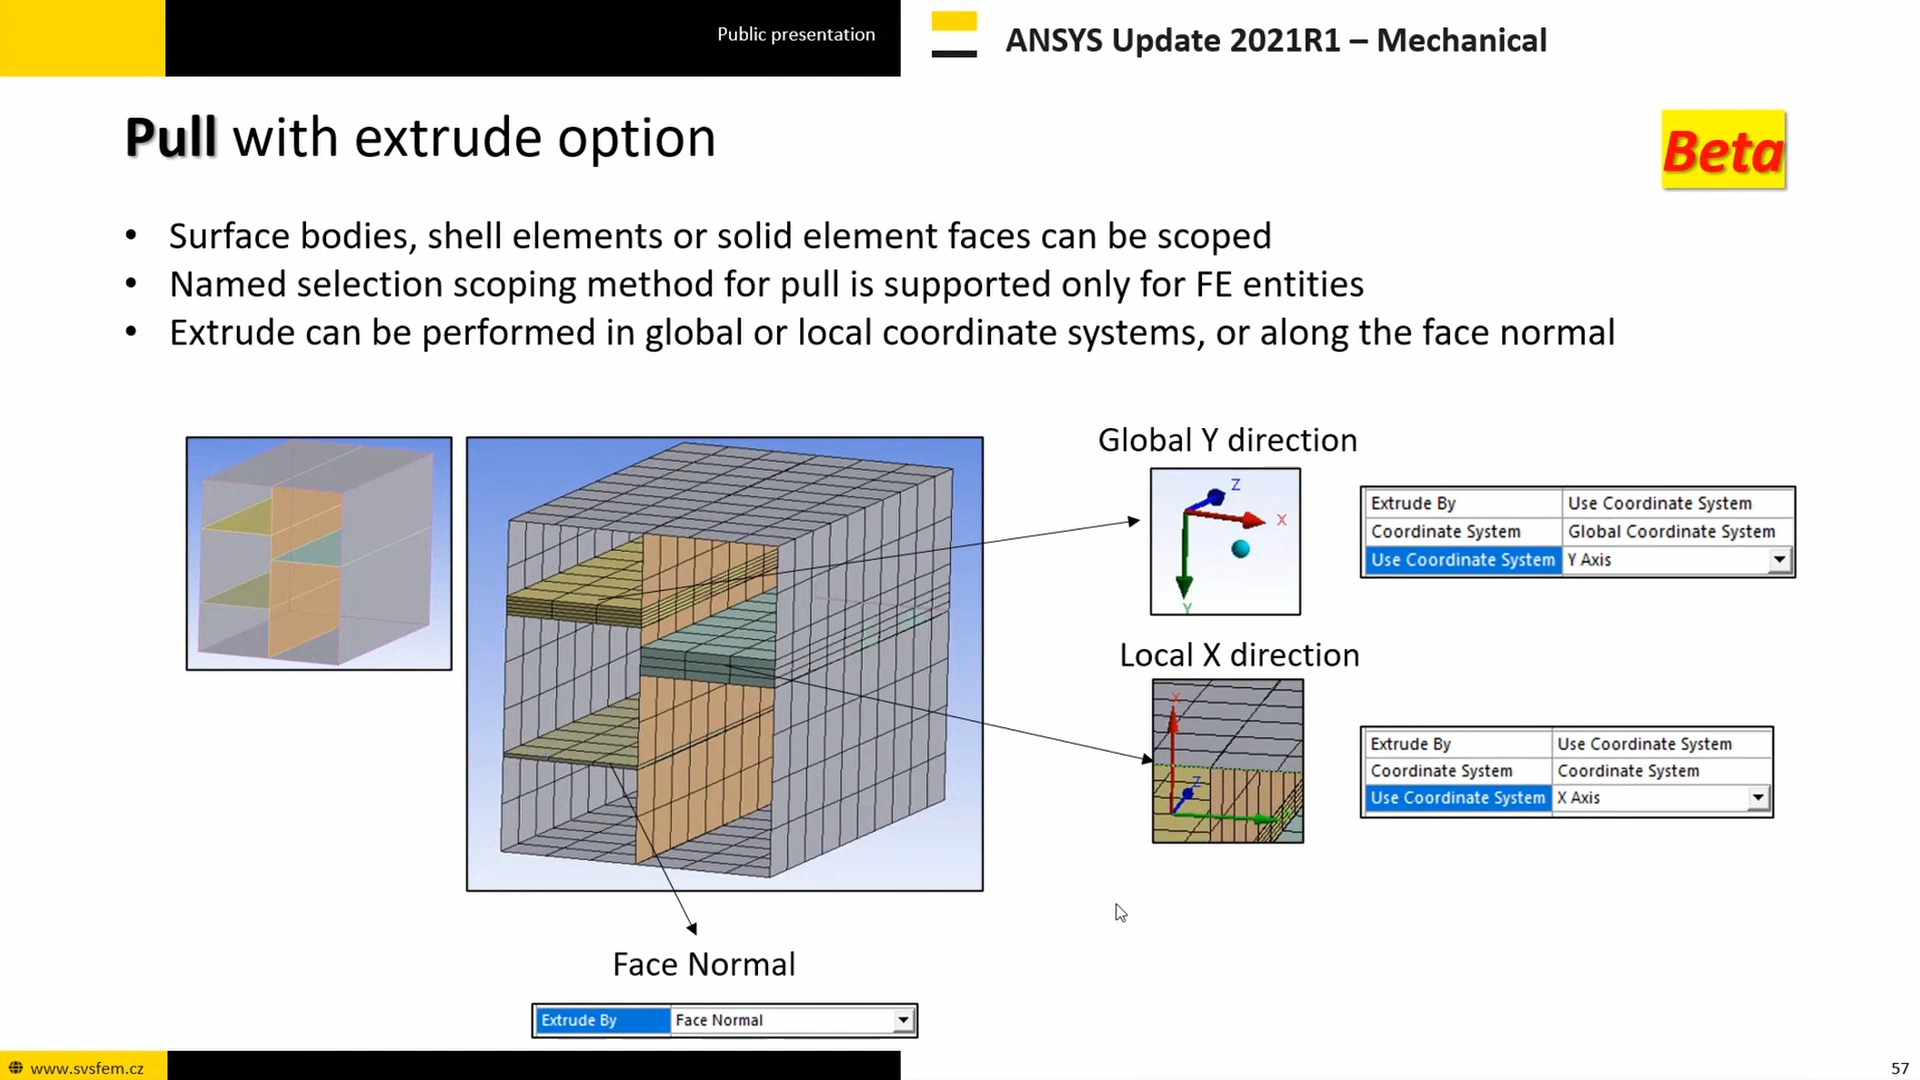 Public presentation
ANSYS Update 2021R1 – Mechanical
Pull with extrude option
Beta
• Surface bodies, shell elements or solid element faces can be scoped
• Named selection scoping method for pull is supported only for FE entities
• Extrude can be performed in global or local coordinate systems, or along the face normal
Global Y direction
Z
X
Y
Extrude By Use Coordinate System
Coordinate System Global Coordinate System
Use Coordinate System Y Axis
Local X direction
X
Z
Extrude By Use Coordinate System
Coordinate System Coordinate System
Use Coordinate System X Axis
Face Normal
Extrude By Face Normal
www.svsfem.cz
57